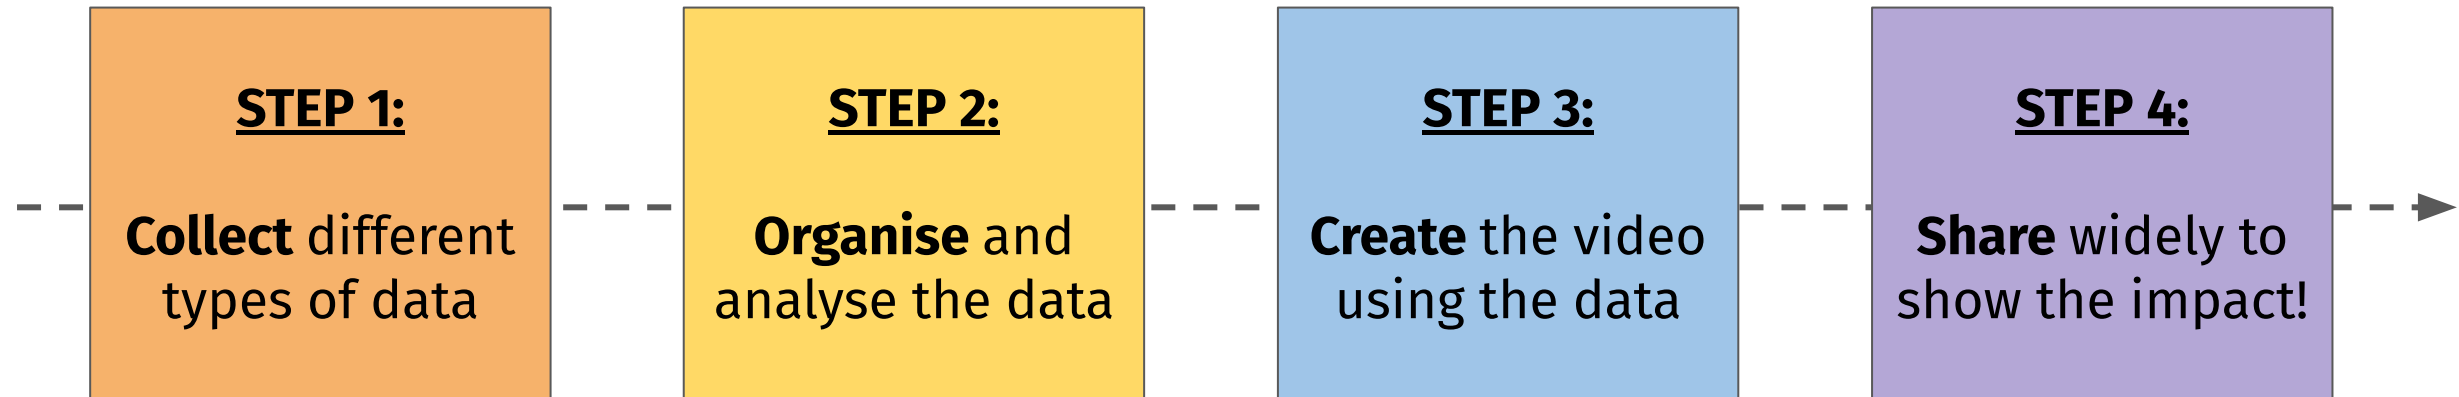 STEP 1:
Collect different
types of data
STEP 2:
Organise and
analyse the data
STEP 3:
Create the video
using the data
STEP 4:
Share widely to
show the impact!